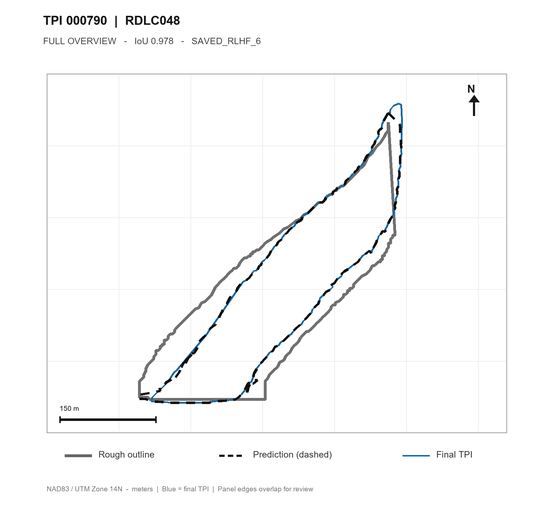 TPI 000790 | RDLC048
FULL OVERVIEW - IoU 0.978 - SAVED_RLHF_6
N
150 m
Rough outline Prediction (dashed) Final TPI
NAD83 / UTM Zone 14N - meters | Blue = final TPI | Panel edges overlap for review